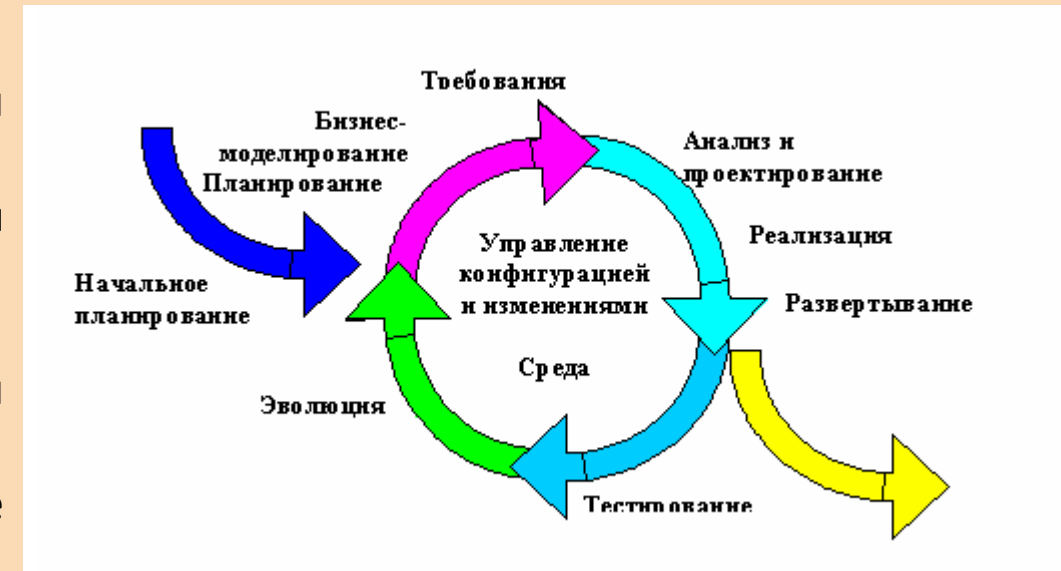 Требования
Бизнес-
моделирование
Планирование
Анализ и
проектирование
Реализация
Развертывание
Управление
конфигурацией
и изменениями
Среда
Начальное
планирование
Эволюция
Тестирование